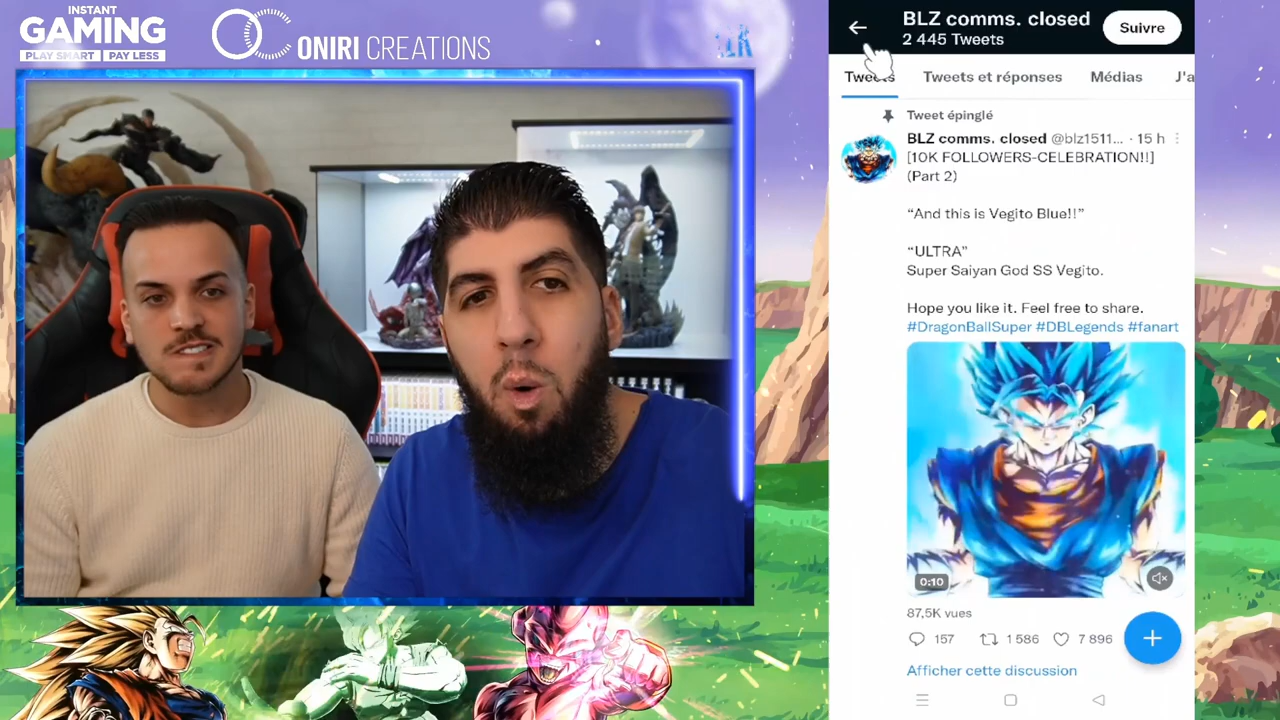 INSTANT
GAMING
PLAY SMART PAY LESS
ONIRI CREATIONS
BLZ comms. closed
2 445 Tweets
Suivre
Tweets
Tweets et réponses
Médias
J'a
Tweet épinglé
BLZ comms. closed @blz1511... · 15 h
[10K FOLLOWERS-CELEBRATION!!]
(Part 2)
“And this is Vegito Blue!!”
“ULTRA”
Super Saiyan God SS Vegito.
Hope you like it. Feel free to share.
#DragonBallSuper #DBLegends #fanart
0:10
87,5K vues
157
1 586
7 896
Afficher cette discussion